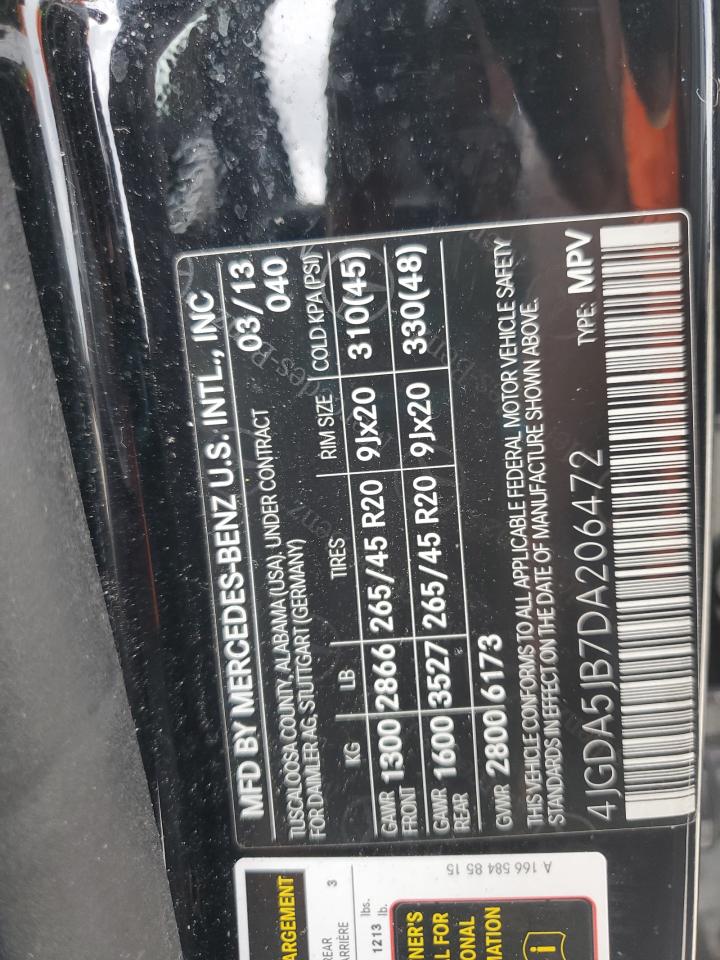 MFD BY MERCEDES-BENZ U.S. INTL., INC
TUSCALOOSA COUNTY, ALABAMA (USA), UNDER CONTRACT 03/13
FOR DAIMLER AG, STUTTGART (GERMANY) 040
KG LB TIRES RIM SIZE COLD KPA (PSI)
GAWR FRONT 1300 2866 265/45 R20 9Jx20 310(45)
GAWR REAR 1600 3527 265/45 R20 9Jx20 330(48)
GVWR 2800 6173
THIS VEHICLE CONFORMS TO ALL APPLICABLE FEDERAL MOTOR VEHICLE SAFETY
STANDARDS IN EFFECT ON THE DATE OF MANUFACTURE SHOWN ABOVE.
4JGDA5JB7DA206472 TYPE: MPV
ARGEMENT
REAR 3
ARRIÈRE
lbs.
1213 lb.
NER'S
L FOR
ONAL
MATION
i
A 166 584 85 15